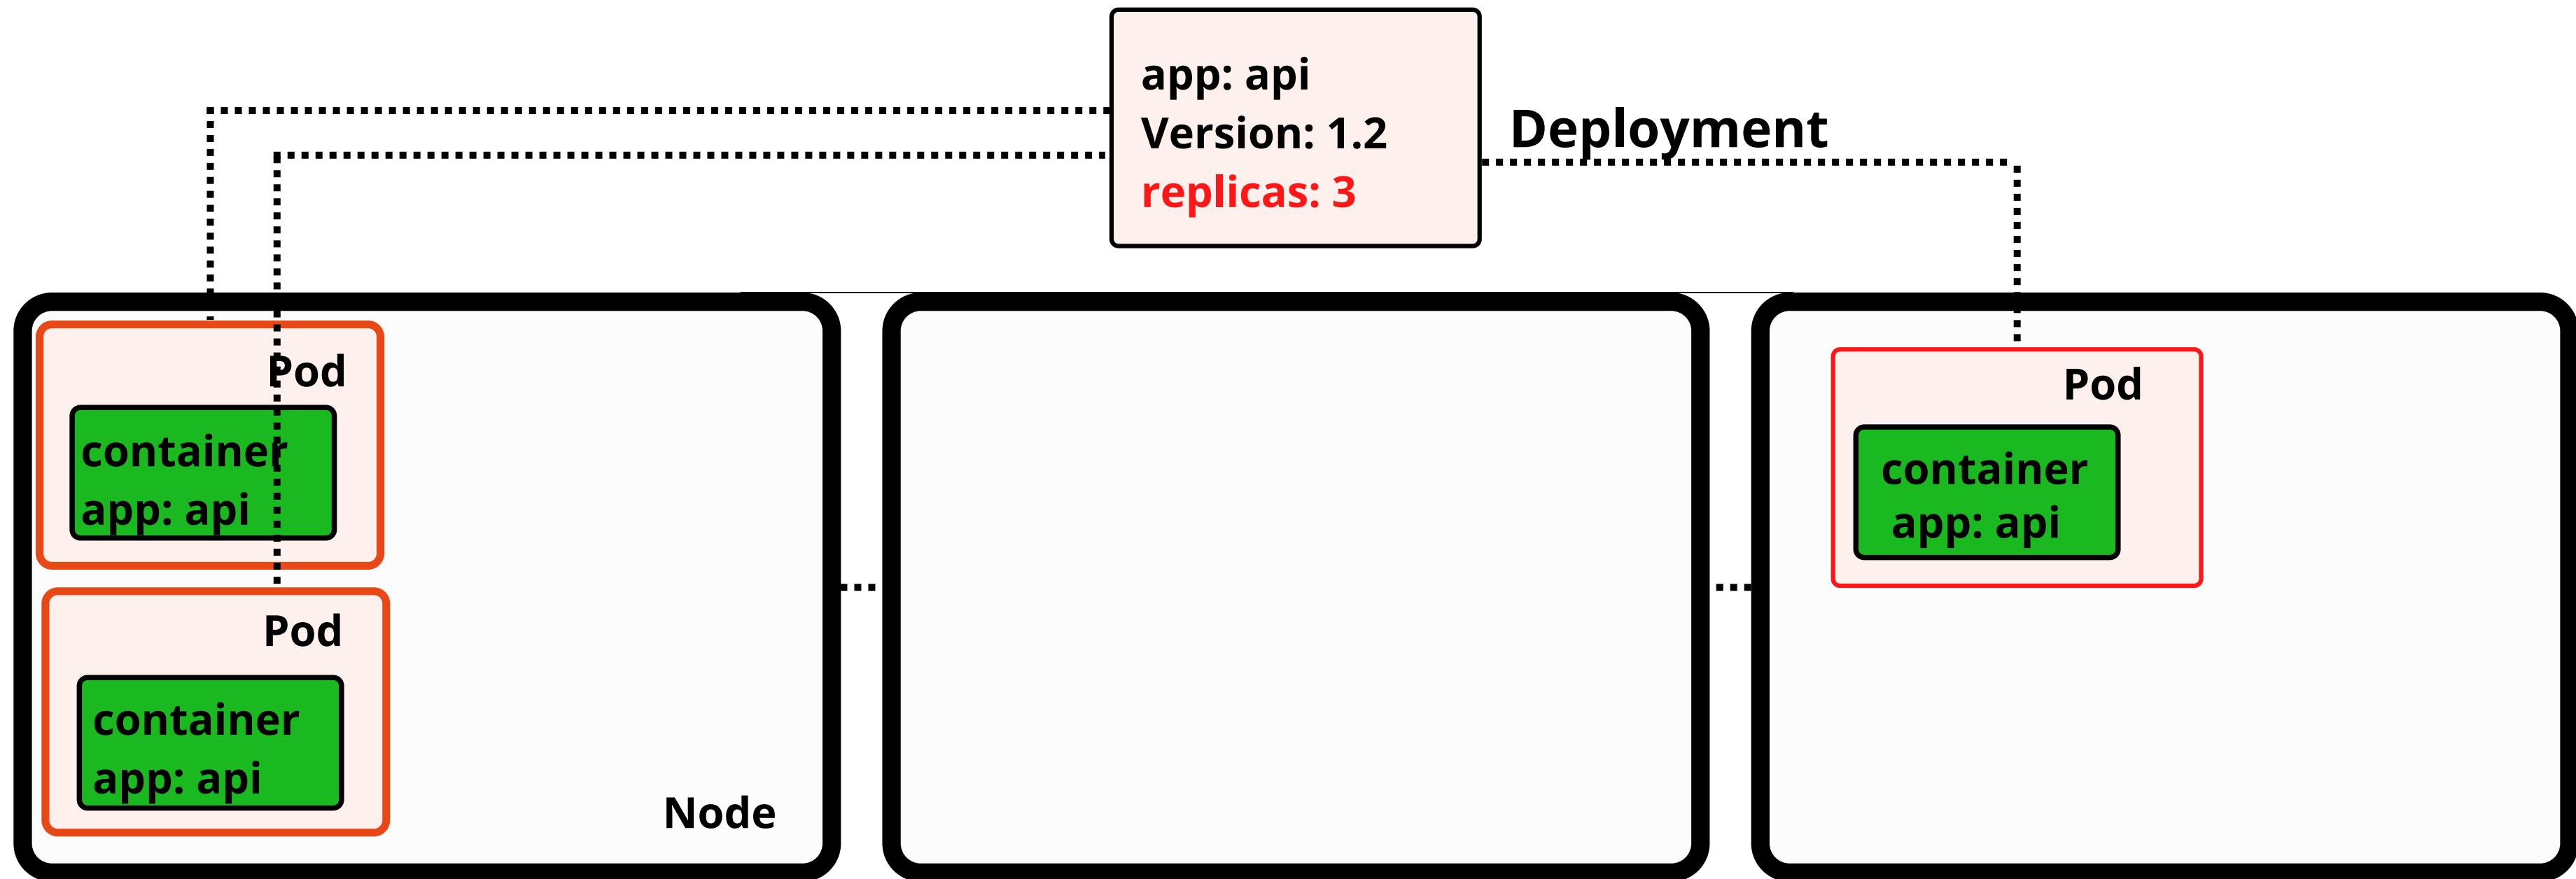 app: api
Version: 1.2
replicas: 3
Deployment
Pod
container
app: api
Pod
container
app: api
Node
Pod
container
app: api